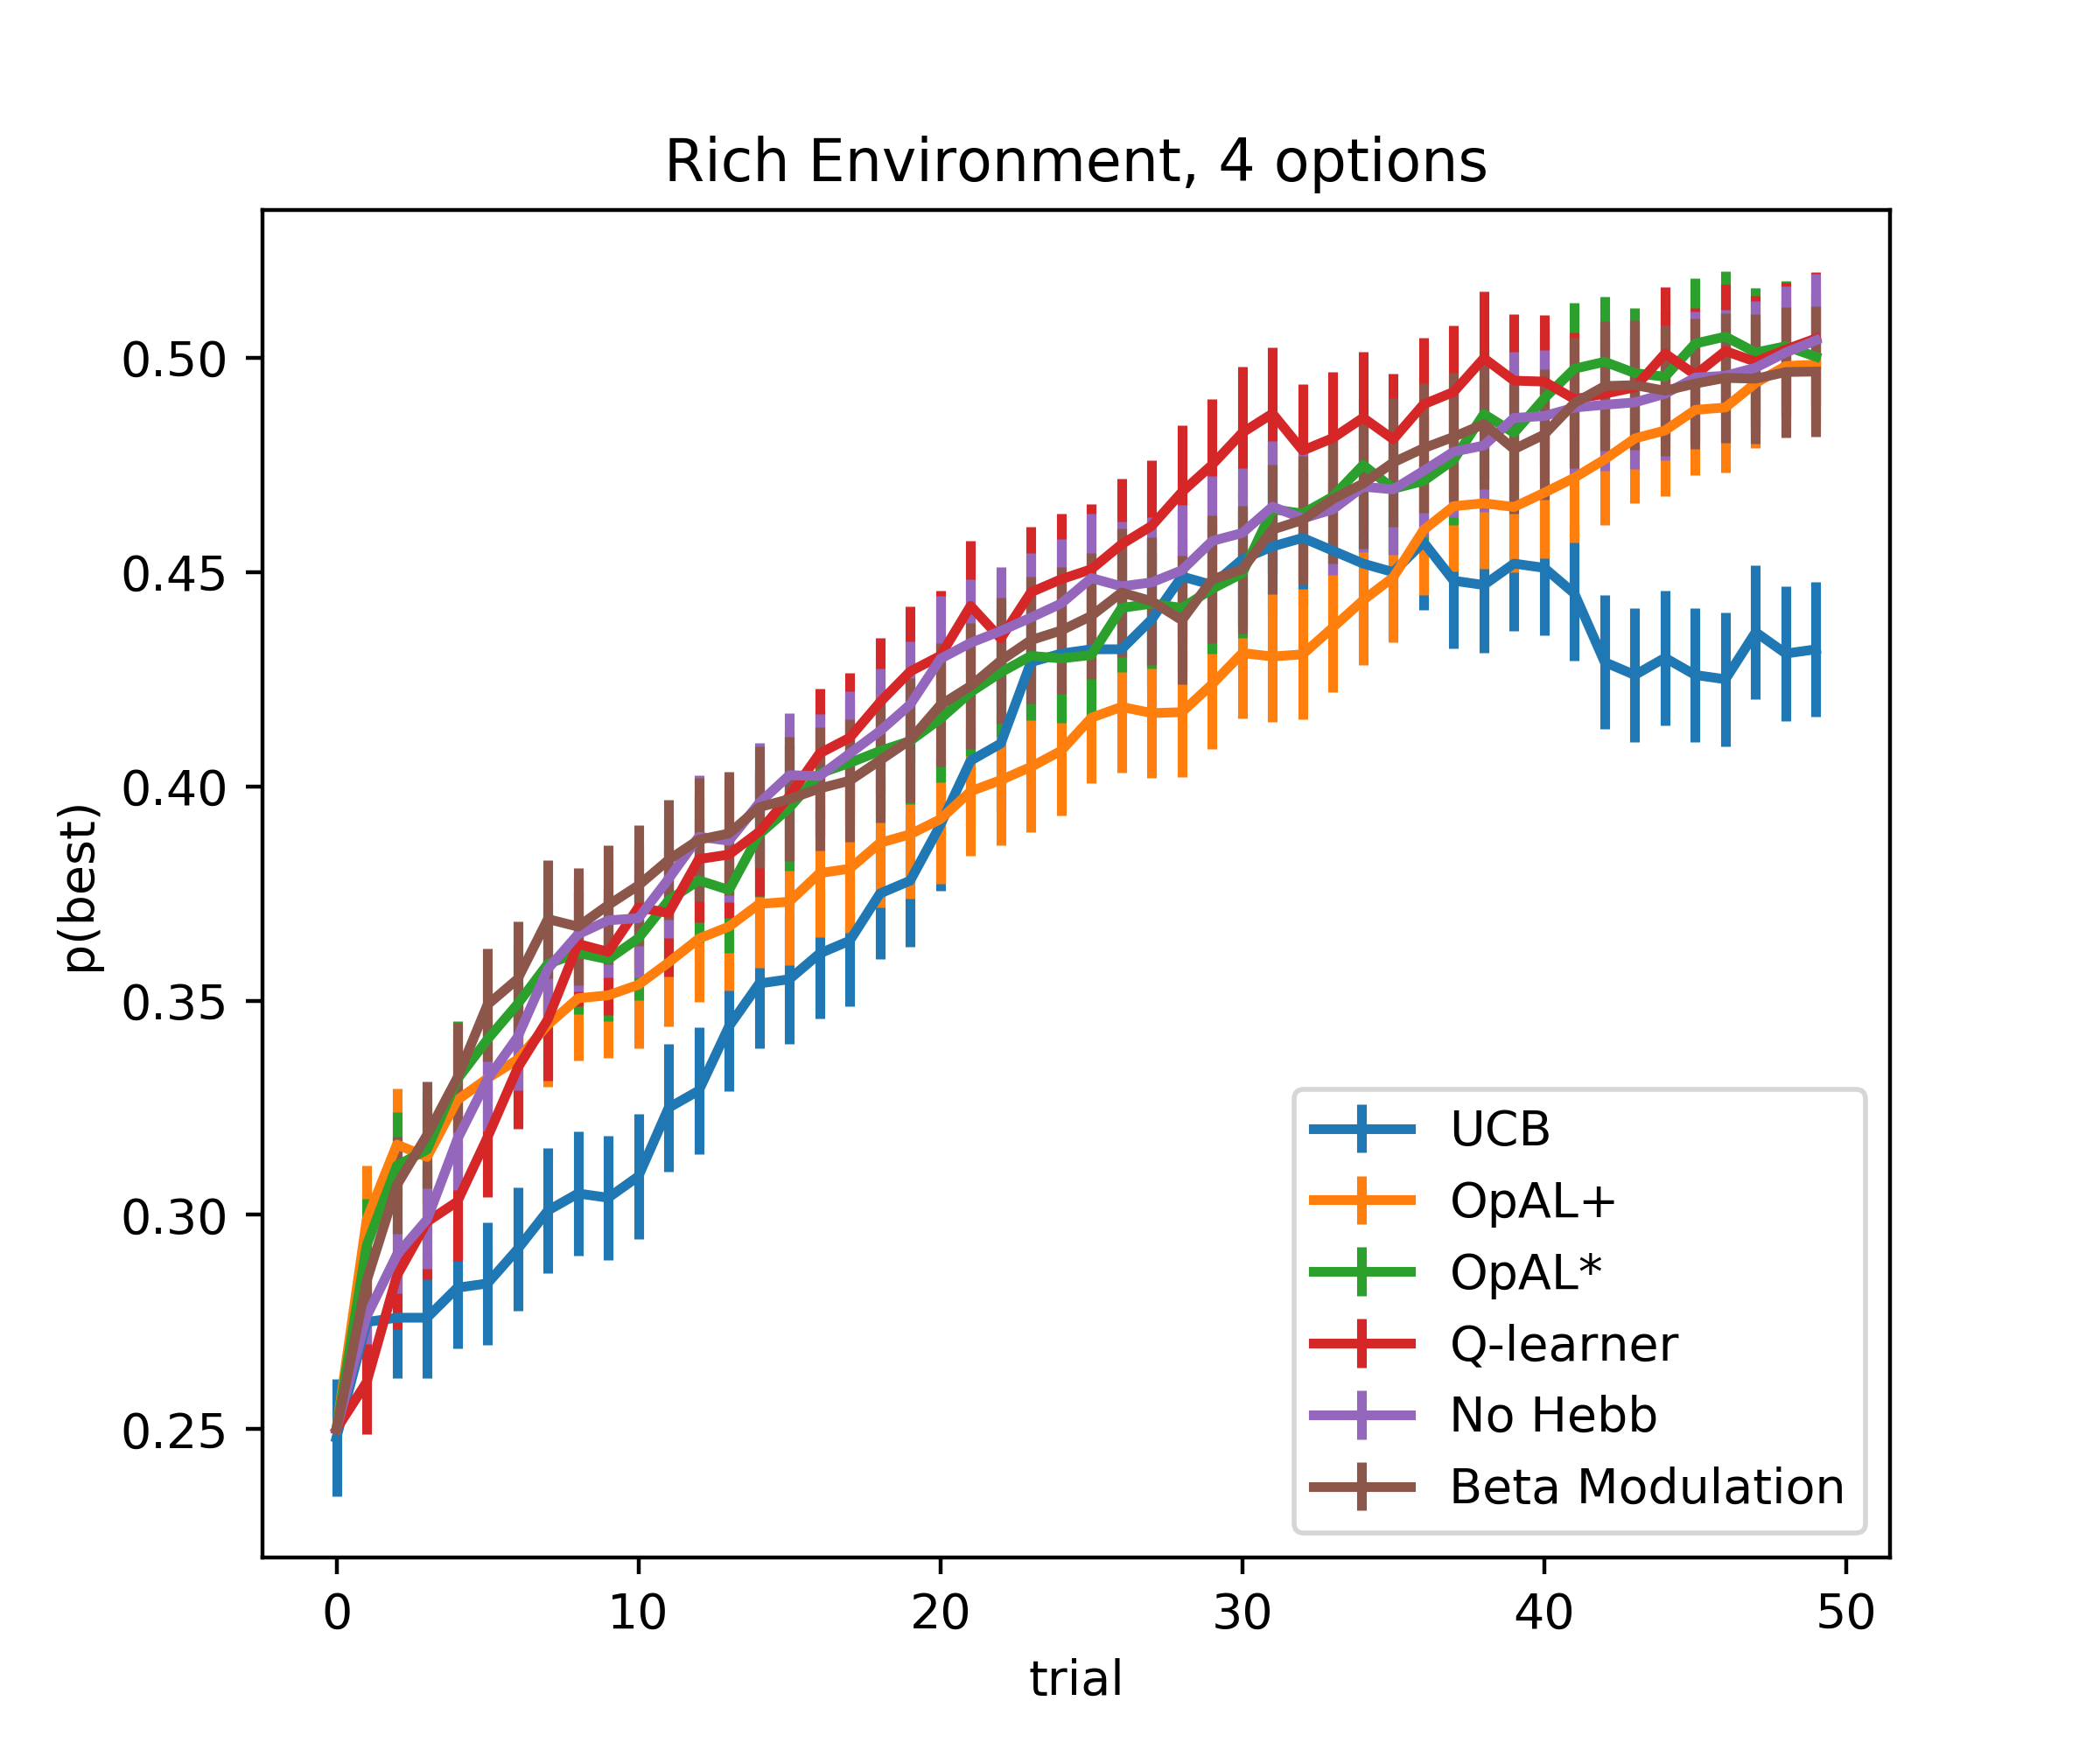 Rich Environment, 4 options
p(best)
0.50
0.45
0.40
0.35
0.30
0.25
0 10 20 30 40 50
trial
UCB
OpAL+
OpAL*
Q-learner
No Hebb
Beta Modulation